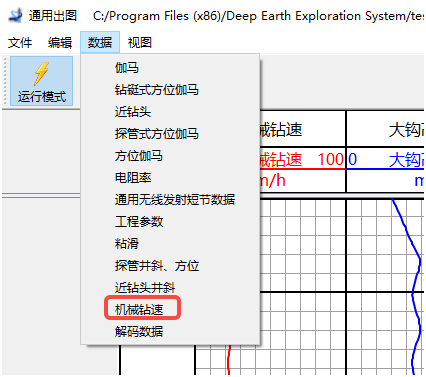 通用出图 C:/Program Files (x86)/Deep Earth Exploration System/tes
文件 编辑 数据 视图
运行模式
伽马
钻铤式方位伽马
近钻头
探管式方位伽马
方位伽马
电阻率
通用无线发射短节数据
工程参数
粘滑
探管井斜、方位
近钻头井斜
机械钻速
解码数据
械钻速 大钩高
械钻速 100 0 大钩高
m/h m